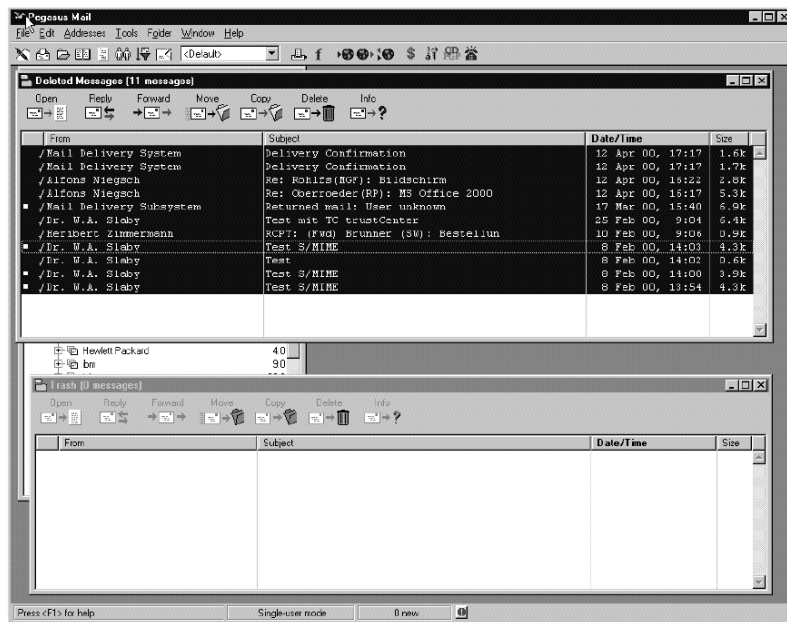 Pegasus Mail
File Edit Addresses Tools Folder Window Help
<Default>
Deleted Messages (11 messages)
Open Reply Forward Move Copy Delete Info
From Subject Date/Time Size
Mail Delivery System Delivery Confirmation 12 Apr 00, 17:17 1.6k
Mail Delivery System Delivery Confirmation 12 Apr 00, 17:17 1.7k
Alfons Niegsch Re: Rohlfs(MGF): Bildschirm 12 Apr 00, 16:22 2.8k
Alfons Niegsch Re: Oberroeder(RP): MS Office 2000 12 Apr 00, 16:17 5.3k
Mail Delivery Subsystem Returned mail: User unknown 17 Mar 00, 15:40 6.9k
Dr. W.A. Slaby Test mit TC trustCenter 25 Feb 00, 9:04 6.4k
Heribert Zimmermann RCPT: (Fwd) Brunner (SW): Bestellun 10 Feb 00, 9:06 0.9k
Dr. W.A. Slaby Test S/MIME 8 Feb 00, 14:03 4.3k
Dr. W.A. Slaby Test 8 Feb 00, 14:02 0.6k
Dr. W.A. Slaby Test S/MIME 8 Feb 00, 14:00 3.9k
Dr. W.A. Slaby Test S/MIME 8 Feb 00, 13:54 4.3k
Hewlett Packard 40
bm 90
Trash (0 messages)
Open Reply Forward Move Copy Delete Info
From Subject Date/Time Size
Press <F1> for help Single-user mode 0 new